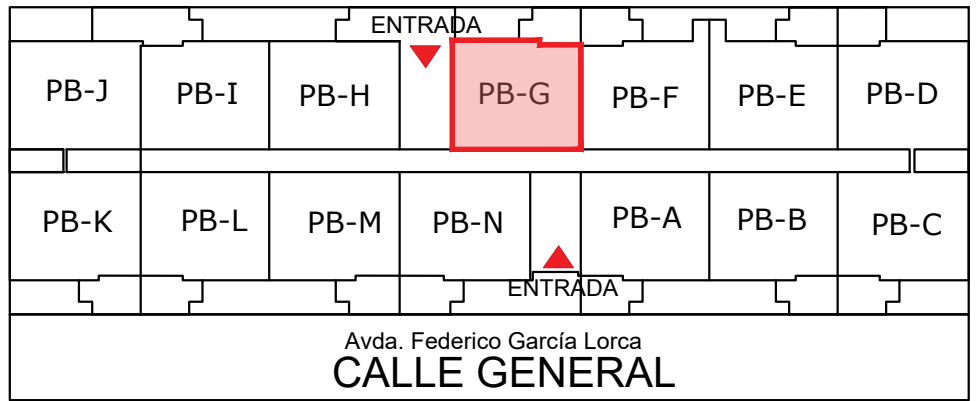 ENTRADA
PB-J PB-I PB-H PB-G PB-F PB-E PB-D
PB-K PB-L PB-M PB-N PB-A PB-B PB-C
ENTRADA
Avda. Federico García Lorca
CALLE GENERAL